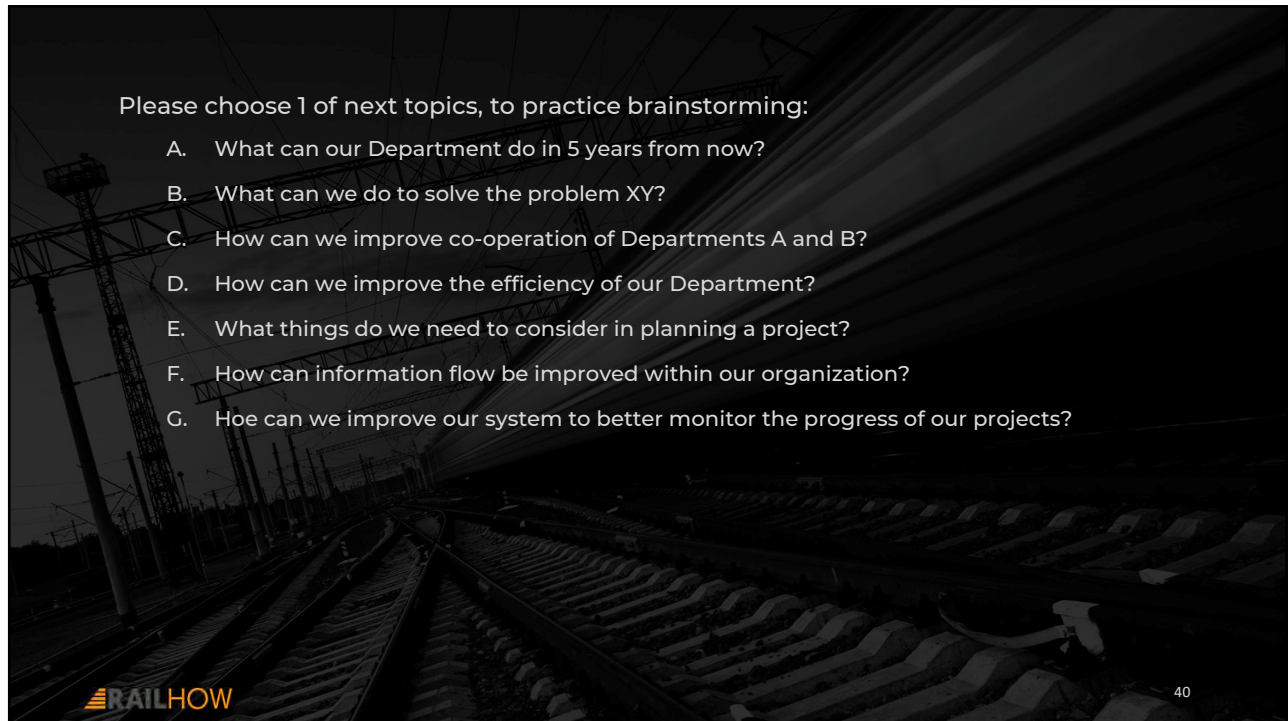 Please choose 1 of next topics, to practice brainstorming:
A. What can our Department do in 5 years from now?
B. What can we do to solve the problem XY?
C. How can we improve co-operation of Departments A and B?
D. How can we improve the efficiency of our Department?
E. What things do we need to consider in planning a project?
F. How can information flow be improved within our organization?
G. Hoe can we improve our system to better monitor the progress of our projects?
RAILHOW
40